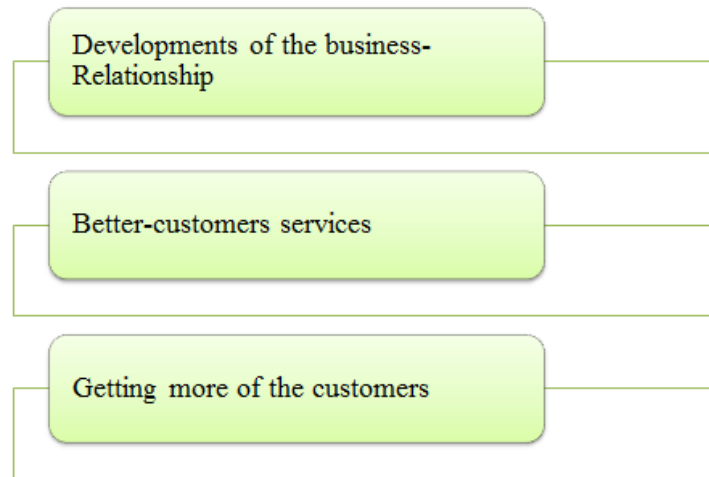 Developments of the business-
Relationship
Better-customers services
Getting more of the customers